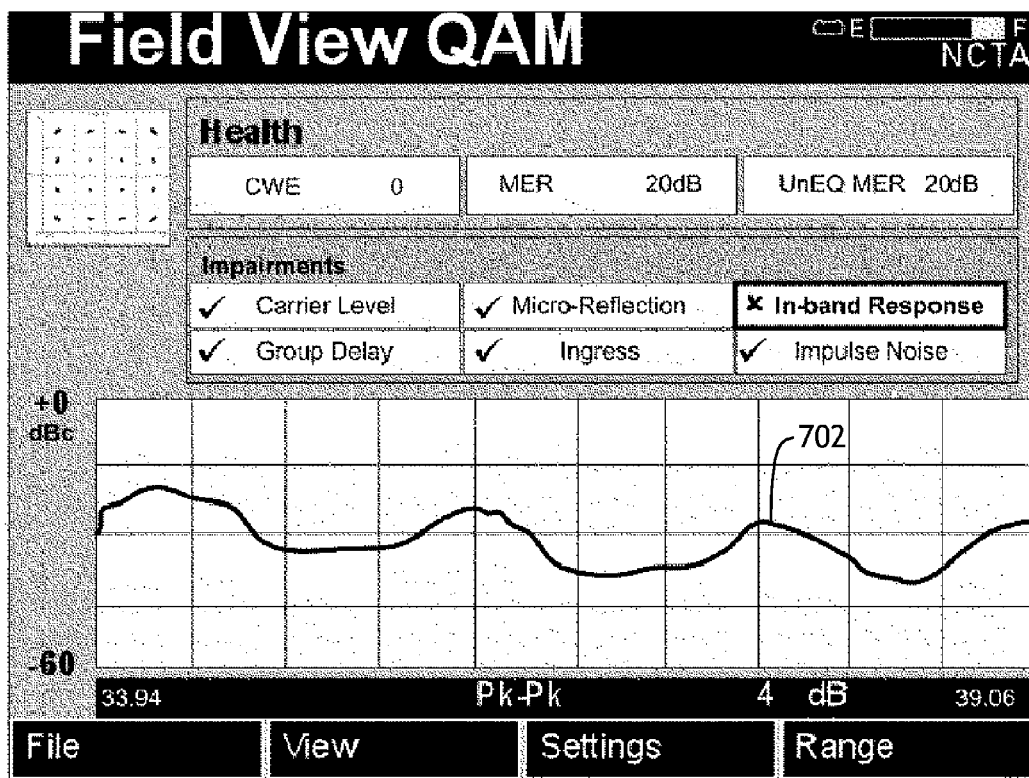 Field View QAM
E F
NCTA
Health
CWE 0 MER 20dB UnEQ MER 20dB
Impairments
✓ Carrier Level ✓ Micro-Reflection ✗ In-band Response
✓ Group Delay ✓ Ingress ✓ Impulse Noise
+0
dBc
702
-60
33.94 Pk-Pk 4 dB 39.06
File View Settings Range